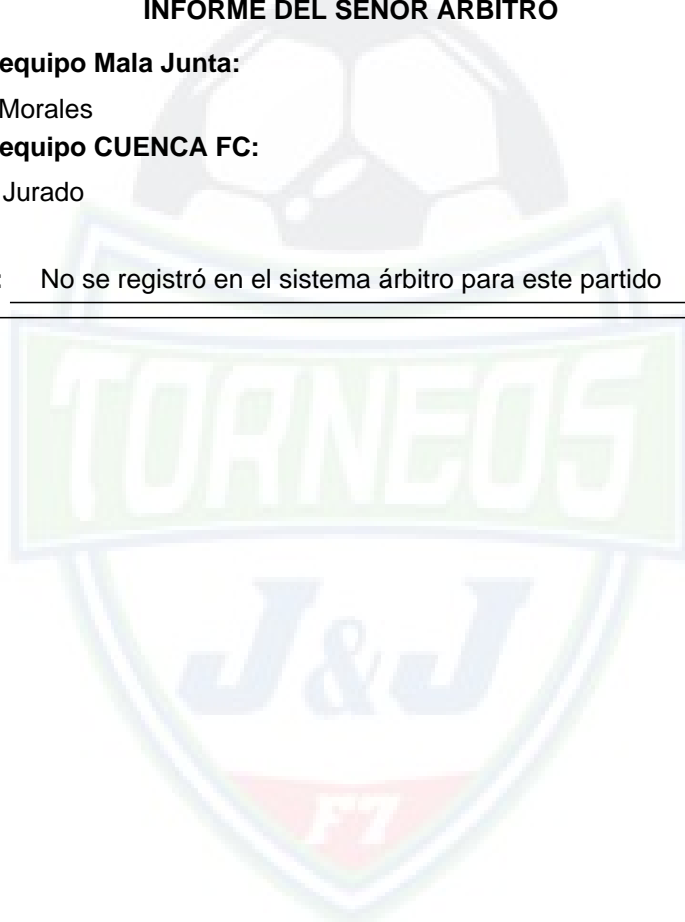 INFORME DEL SEÑOR ÁRBITRO
equipo Mala Junta:
Morales
equipo CUENCA FC:
Jurado
: No se registró en el sistema árbitro para este partido
TORNEOS
J&J
F7